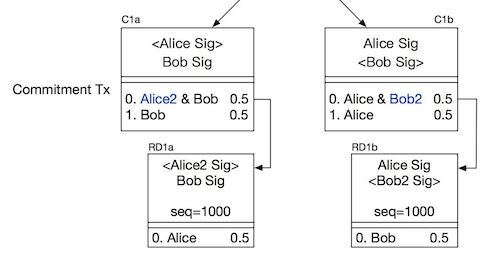 C1a
<Alice Sig>
Bob Sig
0. Alice2 & Bob 0.5
1. Bob 0.5
C1b
Alice Sig
<Bob Sig>
0. Alice & Bob2 0.5
1. Alice 0.5
Commitment Tx
RD1a
<Alice2 Sig>
Bob Sig
seq=1000
0. Alice 0.5
RD1b
Alice Sig
<Bob2 Sig>
seq=1000
0. Bob 0.5